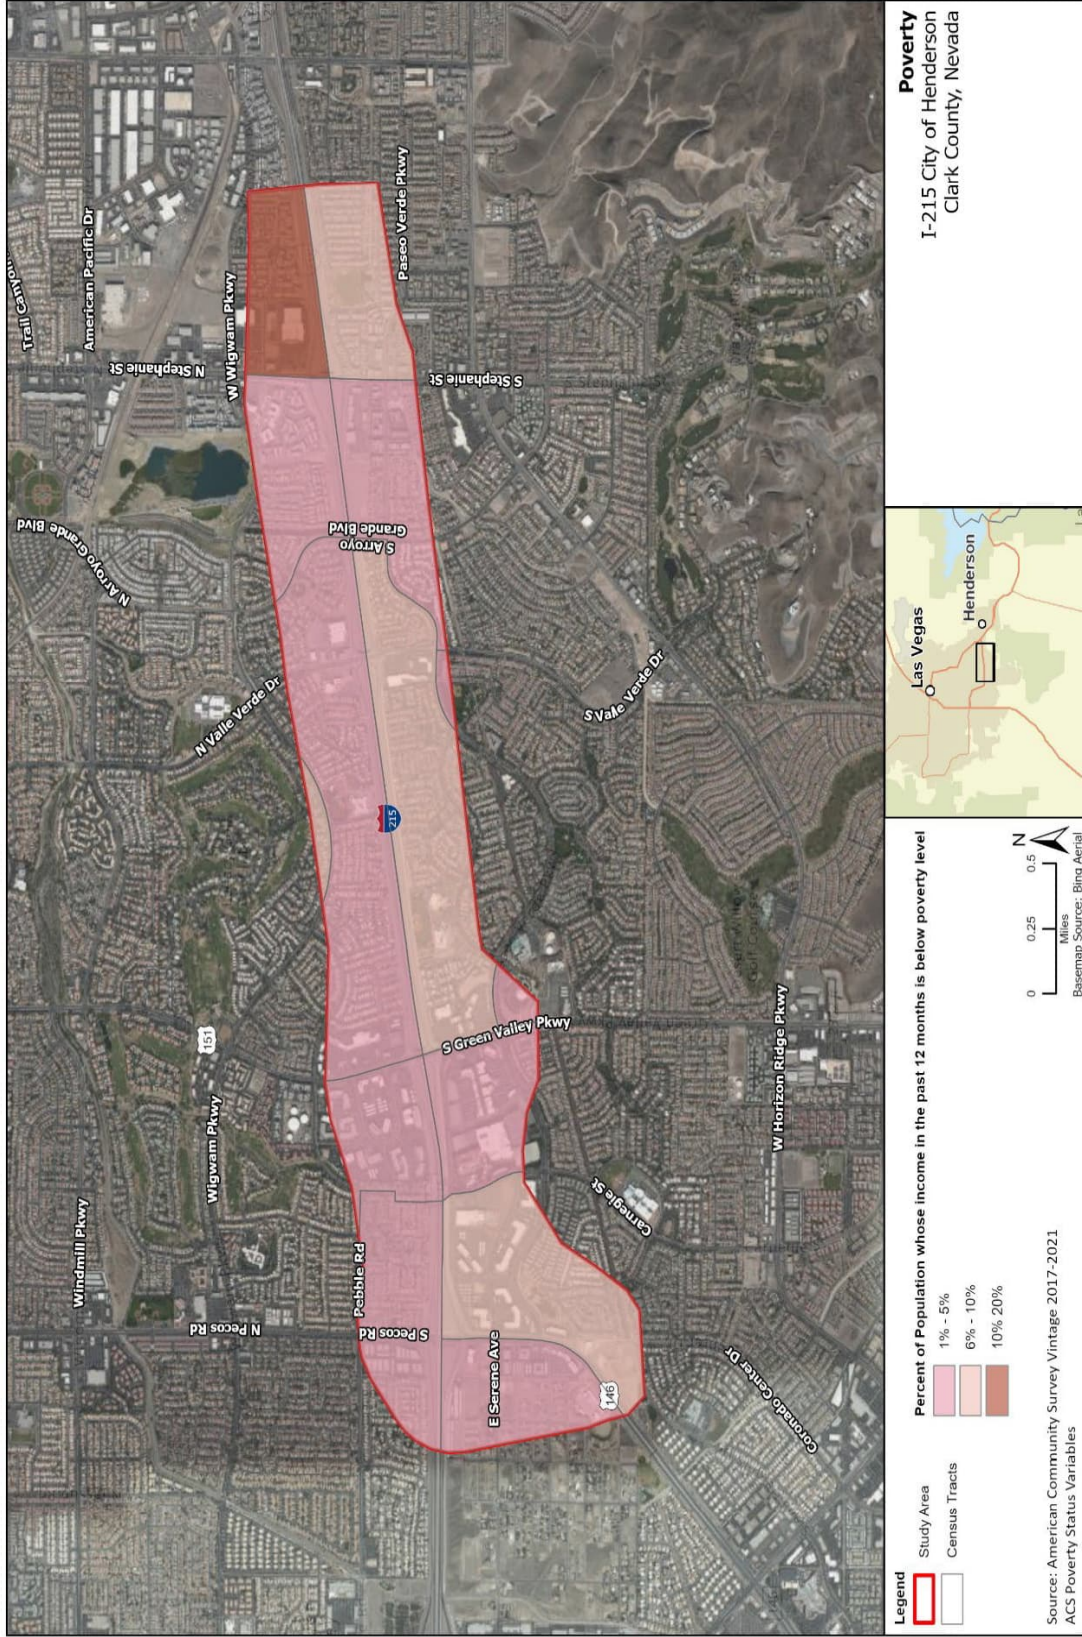 Trail Canyon
American Pacific Dr
N Stephanie St
W Wigwam Pkwy
Paseo Verde Pkwy
S Stephanie St
N Arroyo Grande Blvd
S Arroyo
Grande Blvd
N Valle Verde Dr
S Valle Verde Dr
215
151
Wigwam Pkwy
Windmill Pkwy
S Green Valley Pkwy
W Horizon Ridge Pkwy
Carnegie St
Pebble Rd
N Pecos Rd
S Pecos Rd
E Serene Ave
146
Coronado Center Dr
Legend
Study Area
Census Tracts
Percent of Population whose income in the past 12 months is below poverty level
1% - 5%
6% - 10%
10% 20%
Source: American Community Survey Vintage 2017-2021
ACS Poverty Status Variables
N
0 0.25 0.5
Miles
Basemap Source: Bing Aerial
Las Vegas
Henderson
Poverty
I-215 City of Henderson
Clark County, Nevada